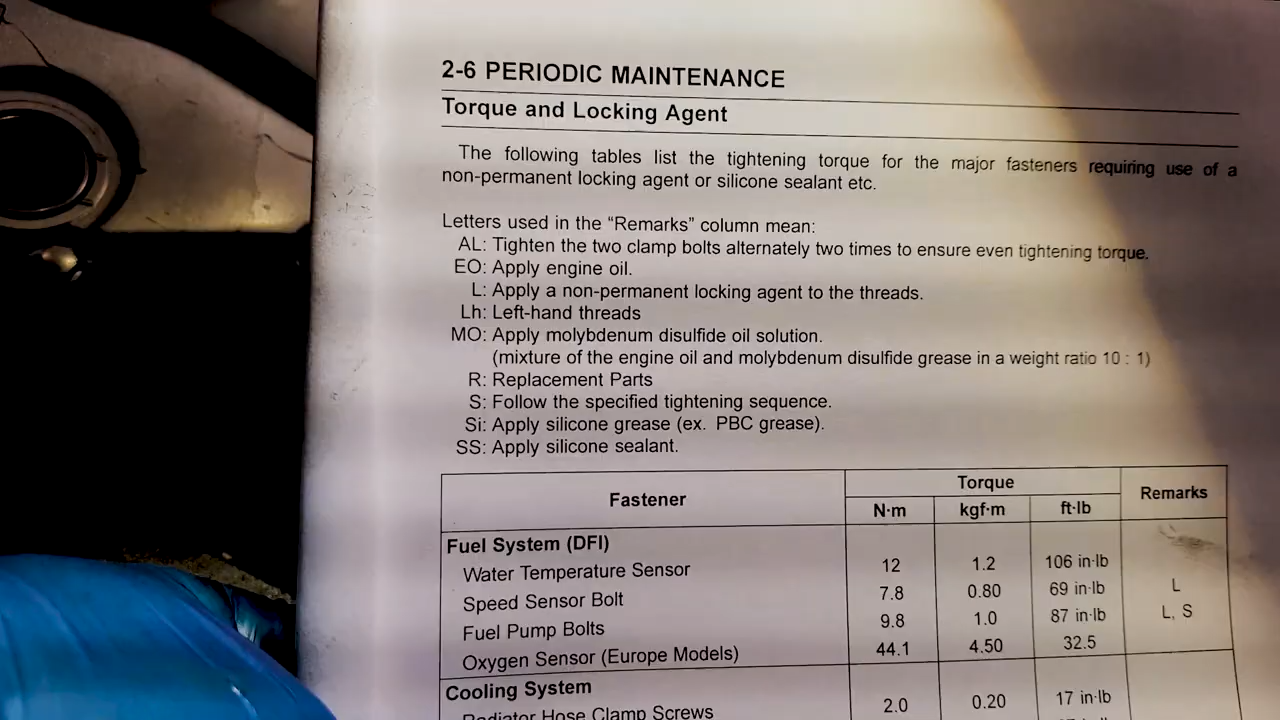 2-6 PERIODIC MAINTENANCE
Torque and Locking Agent
The following tables list the tightening torque for the major fasteners requiring use of a
non-permanent locking agent or silicone sealant etc.
Letters used in the “Remarks” column mean:
AL: Tighten the two clamp bolts alternately two times to ensure even tightening torque.
EO: Apply engine oil.
L: Apply a non-permanent locking agent to the threads.
Lh: Left-hand threads
MO: Apply molybdenum disulfide oil solution.
(mixture of the engine oil and molybdenum disulfide grease in a weight ratio 10 : 1)
R: Replacement Parts
S: Follow the specified tightening sequence.
Si: Apply silicone grease (ex. PBC grease).
SS: Apply silicone sealant.
Fastener Torque Remarks
N·m kgf·m ft·lb
Fuel System (DFI)
Water Temperature Sensor 12 1.2 106 in·lb
Speed Sensor Bolt 7.8 0.80 69 in·lb L
Fuel Pump Bolts 9.8 1.0 87 in·lb L, S
Oxygen Sensor (Europe Models) 44.1 4.50 32.5
Cooling System
Radiator Hose Clamp Screws 2.0 0.20 17 in·lb